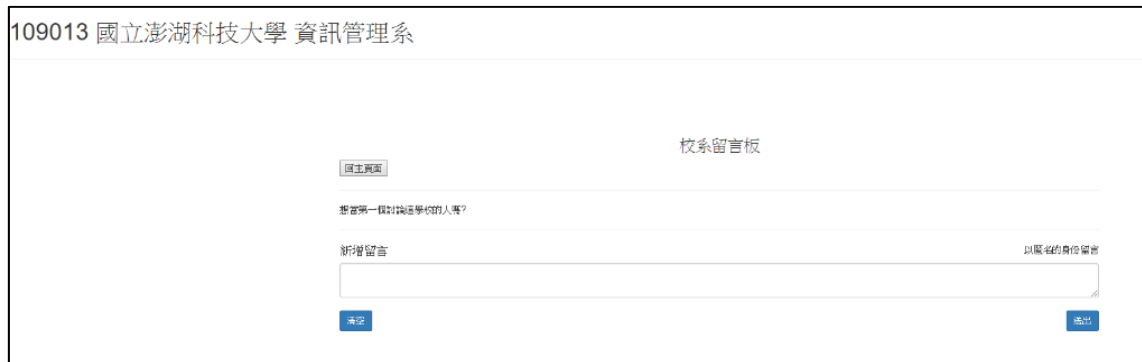 109013 國立澎湖科技大學 資訊管理系
校系留言板
回主頁面
想當第一個討論這學校的人嗎?
新增留言
以匿名的身份留言
清空
送出